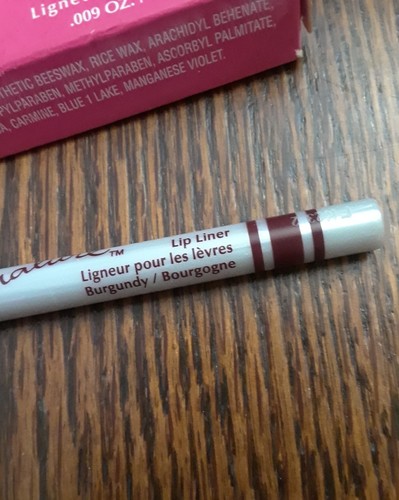 Ligne
.009 OZ.
THETIC BEESWAX, RICE WAX, ARACHIDYL BEHENATE,
YLPARABEN, METHYLPARABEN, ASCORBYL PALMITATE,
A, CARMINE, BLUE 1 LAKE, MANGANESE VIOLET.
TM
Lip Liner
Ligneur pour les lèvres
Burgundy / Bourgogne